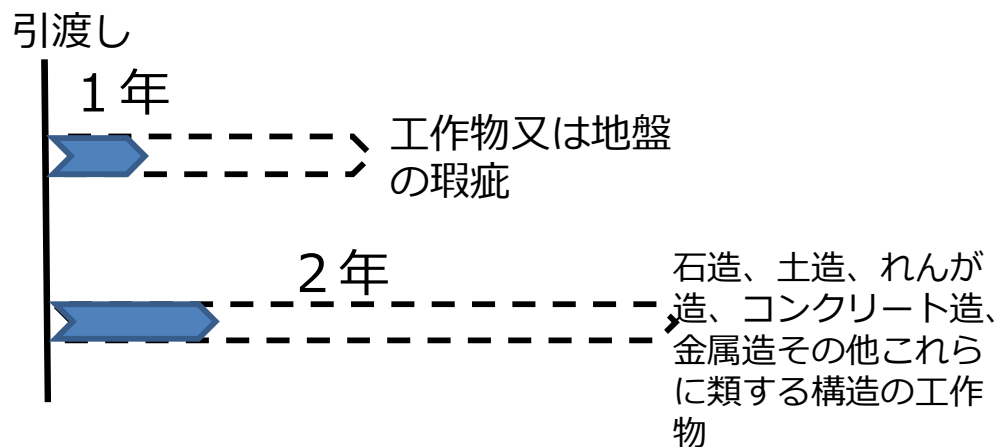 引渡し
１年
工作物又は地盤
の瑕疵
２年
石造、土造、れんが
造、コンクリート造、
金属造その他これら
に類する構造の工作
物